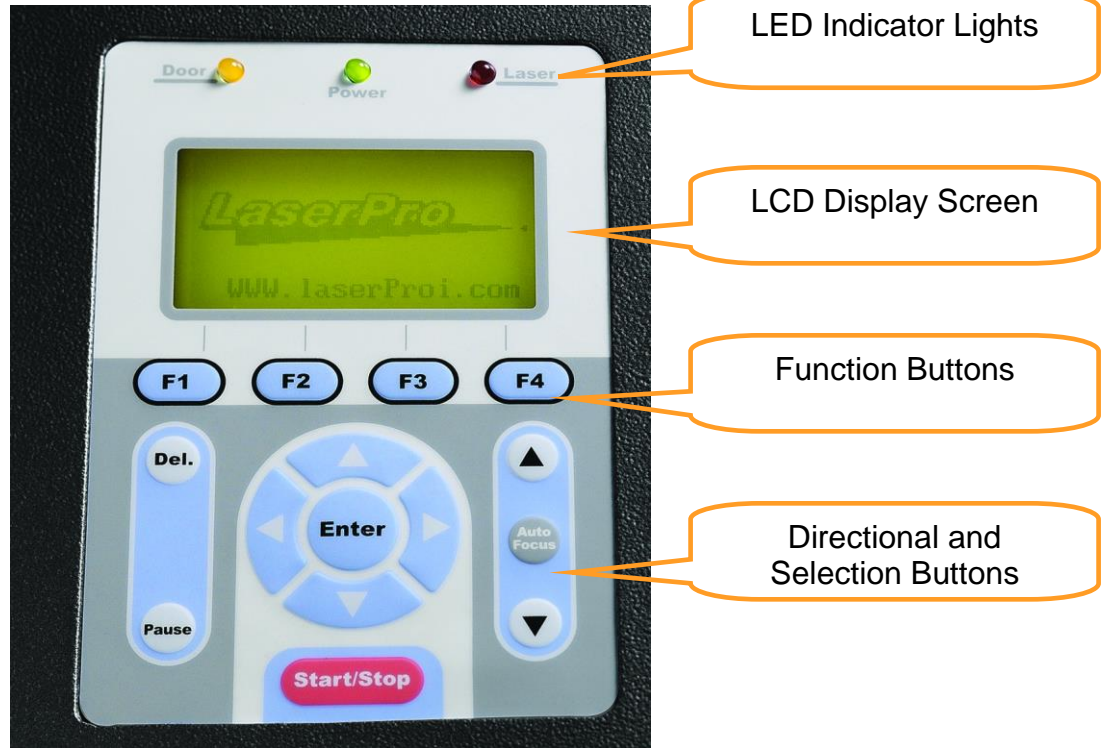 LED Indicator Lights
Door
Power
Laser
LaserPro
LCD Display Screen
WWW.laserProi.com
Function Buttons
F1 F2 F3 F4
Del.
Enter
Auto
Focus
Directional and
Selection Buttons
Pause
Start/Stop